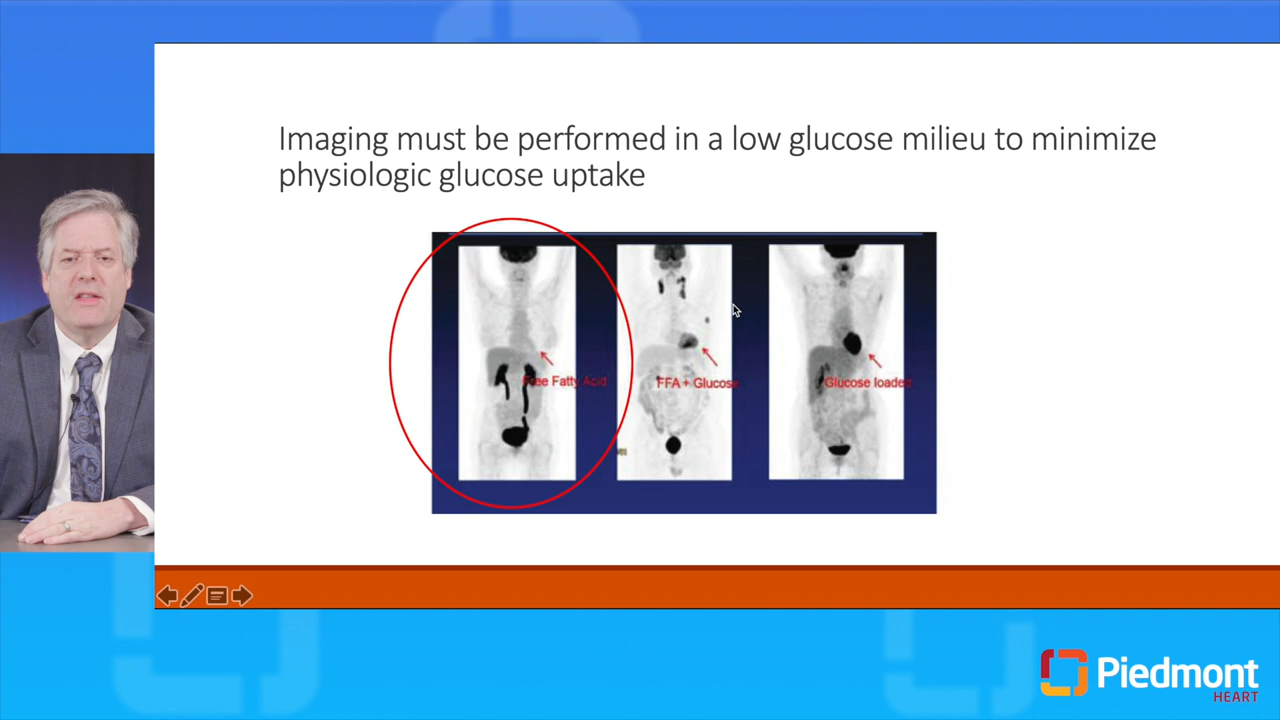 Imaging must be performed in a low glucose milieu to minimize
physiologic glucose uptake
Free Fatty Acid
FFA + Glucose
Glucose loaded
Piedmont
HEART